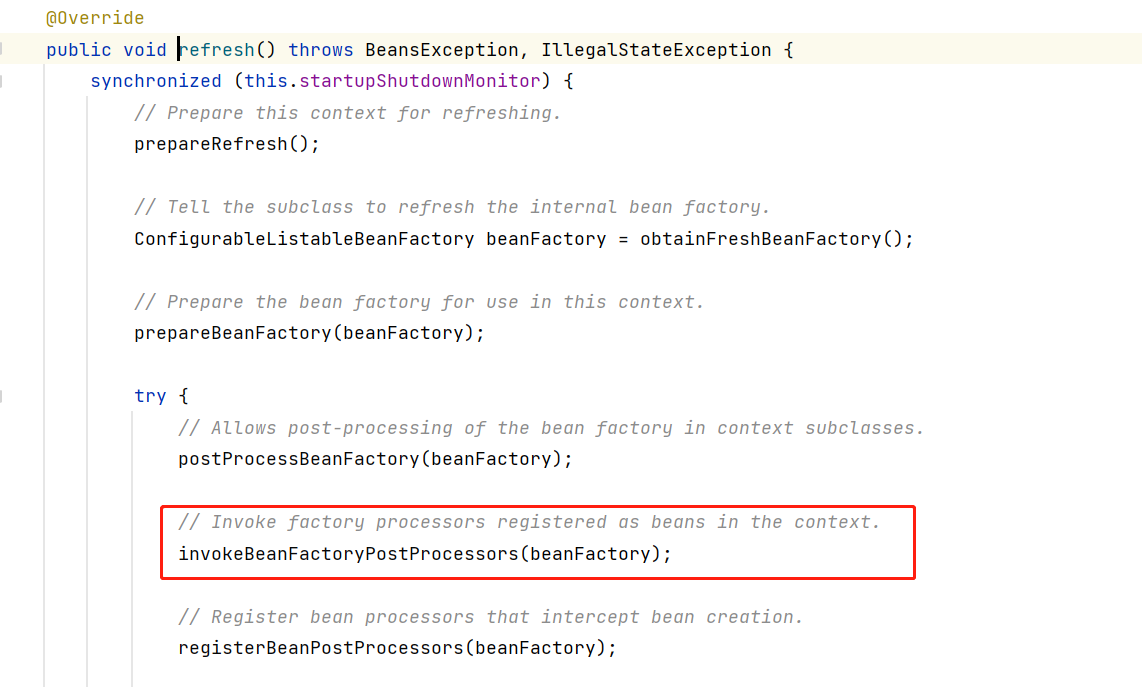 @Override
public void refresh() throws BeansException, IllegalStateException {
synchronized (this.startupShutdownMonitor) {
// Prepare this context for refreshing.
prepareRefresh();
// Tell the subclass to refresh the internal bean factory.
ConfigurableListableBeanFactory beanFactory = obtainFreshBeanFactory();
// Prepare the bean factory for use in this context.
prepareBeanFactory(beanFactory);
try {
// Allows post-processing of the bean factory in context subclasses.
postProcessBeanFactory(beanFactory);
// Invoke factory processors registered as beans in the context.
invokeBeanFactoryPostProcessors(beanFactory);
// Register bean processors that intercept bean creation.
registerBeanPostProcessors(beanFactory);